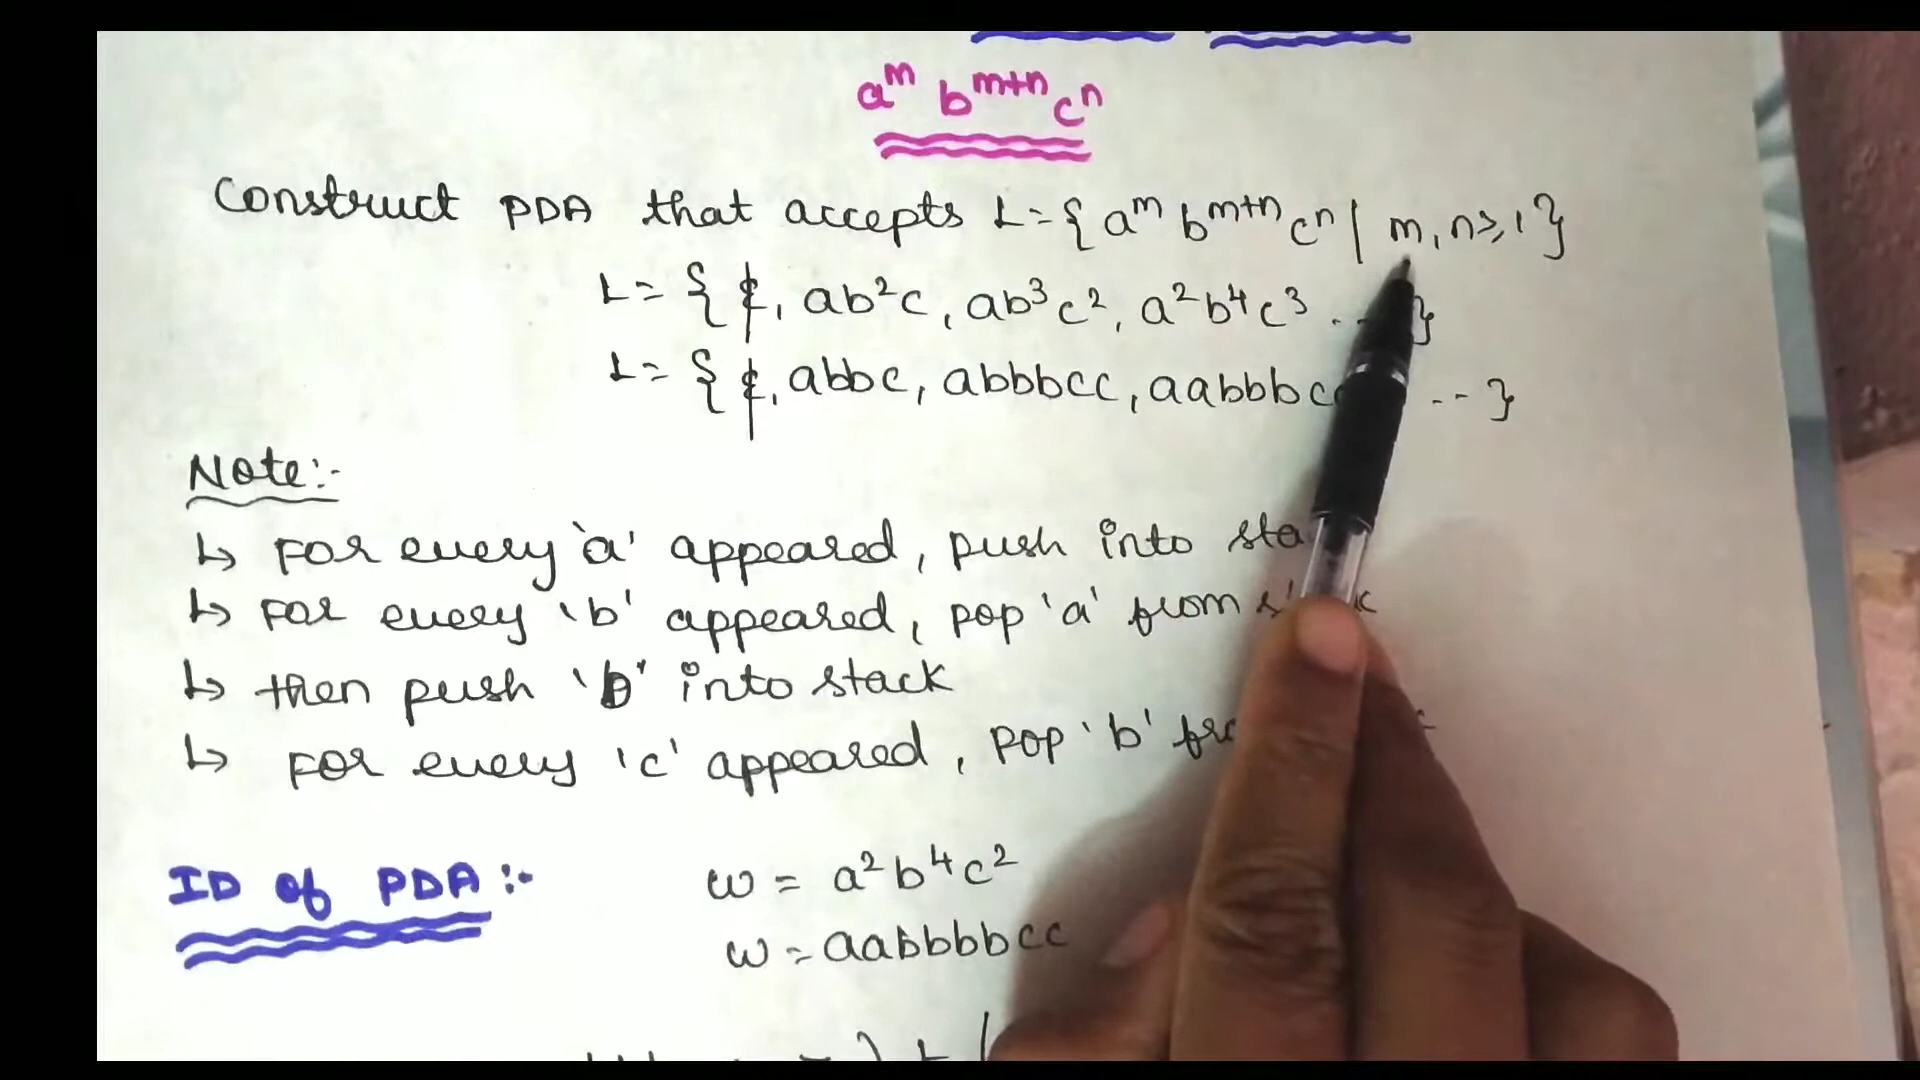 a^m b^{m+n} c^n
Construct PDA that accepts L = { a^m b^{m+n} c^n | m, n ≥ 1 }
L = { ɛ, ab²c, ab³c², a²b⁴c³ ... }
L = { ɛ, abbc, abbbcc, aabbbc -- }
Note:-
↳ For every 'a' appeared, push into
↳ For every 'b' appeared, pop 'a' from
↳ then push 'b' into stack
↳ For every 'c' appeared, pop 'b'
ID of PDA :-
w = a²b⁴c²
w = aabbbbcc